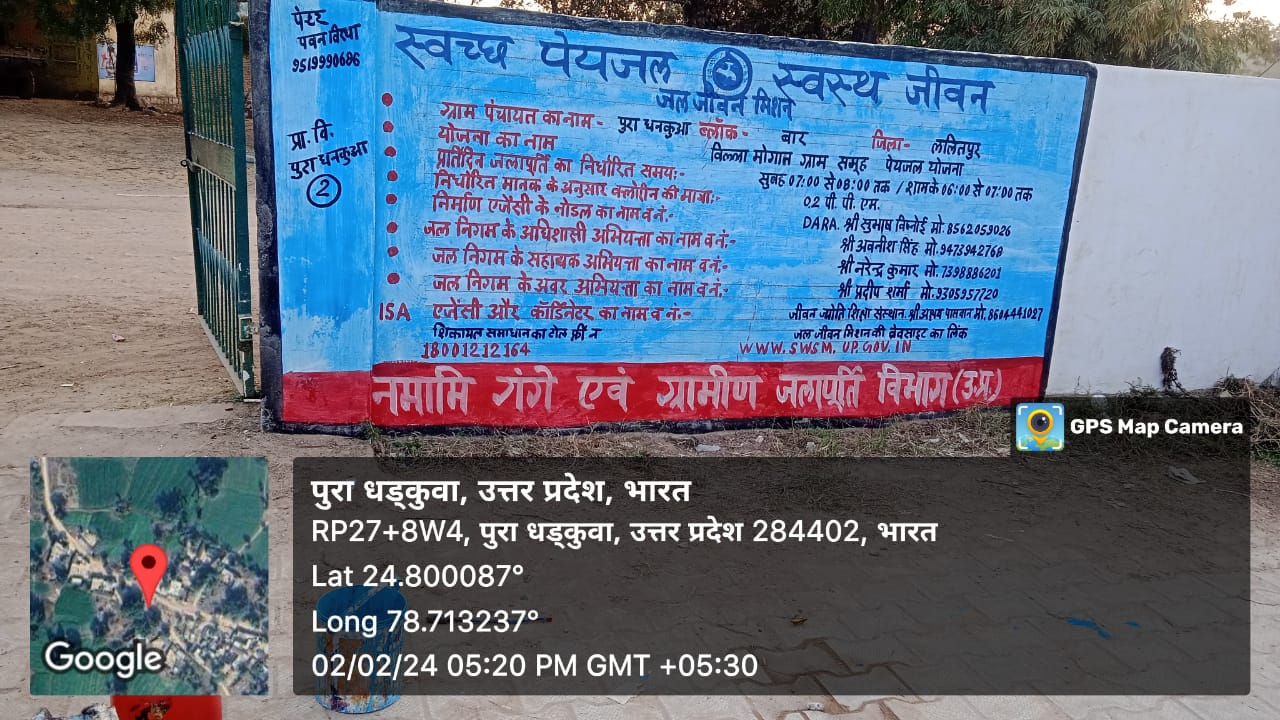 पेंटर
पवन विश्वा
9519990686
प्रा. वि.
पुरा धनकुआ
2
स्वच्छ पेयजल स्वस्थ जीवन
जल जीवन मिशन
ग्राम पंचायत का नाम - पुरा धनकुआ ब्लॉक - बार जिला - ललितपुर
योजना का नाम विल्ला मोगान ग्राम समूह पेयजल योजना
प्रतिदिन जलापूर्ति का निर्धारित समय:- सुबह 07:00 से 08:00 तक / शाम के 06:00 से 07:00 तक
निर्धारित मानक के अनुसार क्लोरीन की मात्रा:- 0.2 पी. पी. एम.
निर्माण एजेंसी के नोडल का नाम व नं.- DARA. श्री सुभाष विष्नोई मो. 8562059026
जल निगम के अधिशासी अभियन्ता का नाम व नं.- श्री अवनीश सिंह मो. 9473942768
जल निगम के सहायक अभियन्ता का नाम व नं.- श्री नरेन्द्र कुमार मो. 7398886201
जल निगम के अवर अभियन्ता का नाम व नं.- श्री प्रदीप शर्मा मो. 9305957720
ISA एजेंसी और कॉर्डिनेटर का नाम व नं.- जीवन ज्योति शिक्षा संस्थान. श्री पासवान मो. 8604441027
शिकायत समाधान का टोल फ्री नं जल जीवन मिशन की वेबसाइट का लिंक
18001212164 WWW.SWSM.UP.GOV.IN
नमामि गंगे एवं ग्रामीण जलापूर्ति विभाग (उ.प्र.)
GPS Map Camera
पुरा धड़्कुवा, उत्तर प्रदेश, भारत
RP27+8W4, पुरा धड़्कुवा, उत्तर प्रदेश 284402, भारत
Lat 24.800087°
Long 78.713237°
02/02/24 05:20 PM GMT +05:30
Google